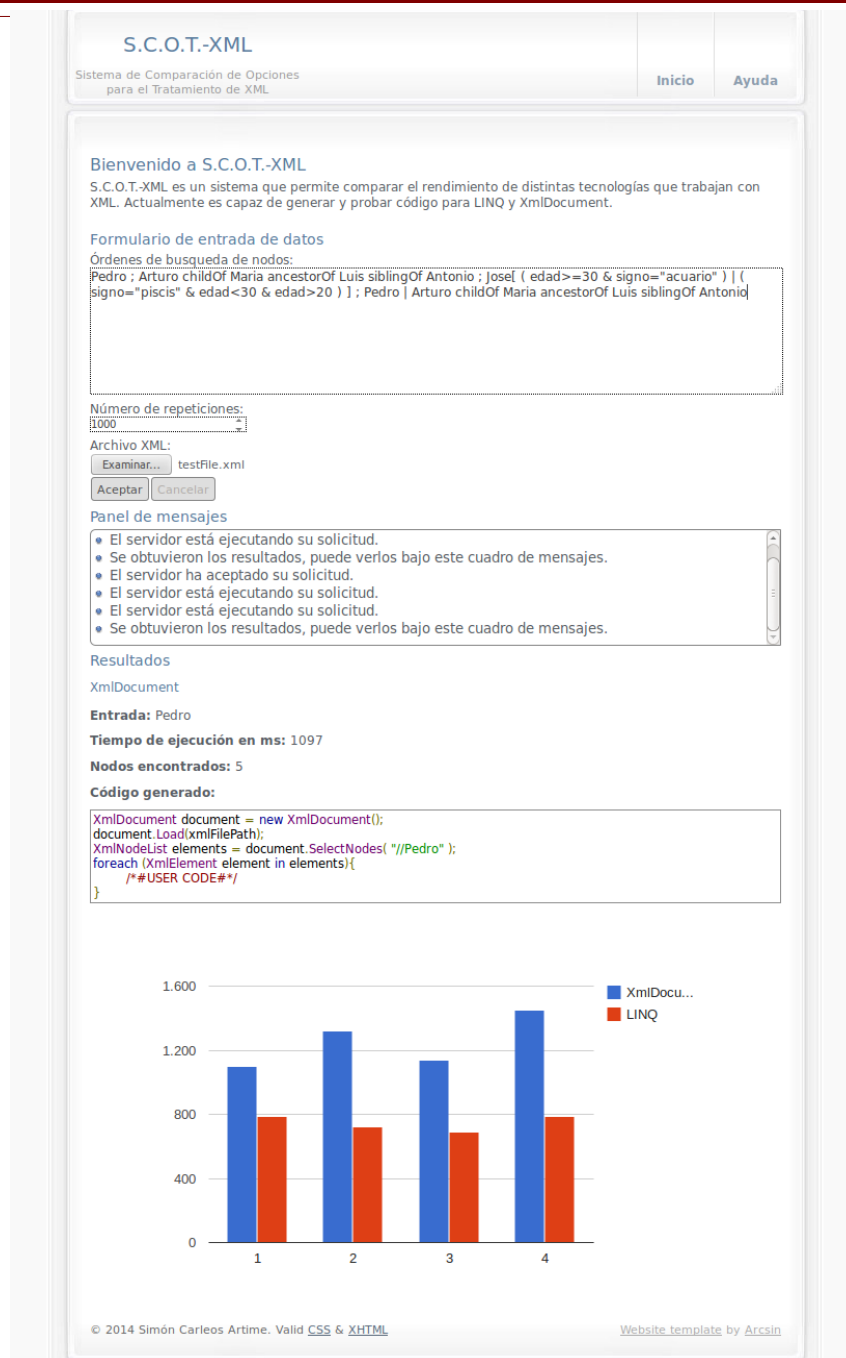 S.C.O.T.-XML
Sistema de Comparación de Opciones
para el Tratamiento de XML
Inicio
Ayuda
Bienvenido a S.C.O.T.-XML
S.C.O.T.-XML es un sistema que permite comparar el rendimiento de distintas tecnologías que trabajan con
XML. Actualmente es capaz de generar y probar código para LINQ y XmlDocument.
Formulario de entrada de datos
Órdenes de busqueda de nodos:
Pedro ; Arturo childOf Maria ancestorOf Luis siblingOf Antonio ; Jose[ ( edad>=30 & signo="acuario" ) | (
signo="piscis" & edad<30 & edad>20 ) ] ; Pedro | Arturo childOf Maria ancestorOf Luis siblingOf Antonio
Número de repeticiones:
1000
Archivo XML:
Examinar... testFile.xml
Aceptar Cancelar
Panel de mensajes
El servidor está ejecutando su solicitud.
Se obtuvieron los resultados, puede verlos bajo este cuadro de mensajes.
El servidor ha aceptado su solicitud.
El servidor está ejecutando su solicitud.
El servidor está ejecutando su solicitud.
Se obtuvieron los resultados, puede verlos bajo este cuadro de mensajes.
Resultados
XmlDocument
Entrada: Pedro
Tiempo de ejecución en ms: 1097
Nodos encontrados: 5
Código generado:
XmlDocument document = new XmlDocument();
document.Load(xmlFilePath);
XmlNodeList elements = document.SelectNodes( "//Pedro" );
foreach (XmlElement element in elements){
/*#USER CODE#*/
}
1.600
1.200
800
400
0
1 2 3 4
XmlDocu...
LINQ
© 2014 Simón Carleos Artime. Valid CSS & XHTML
Website template by Arcsin